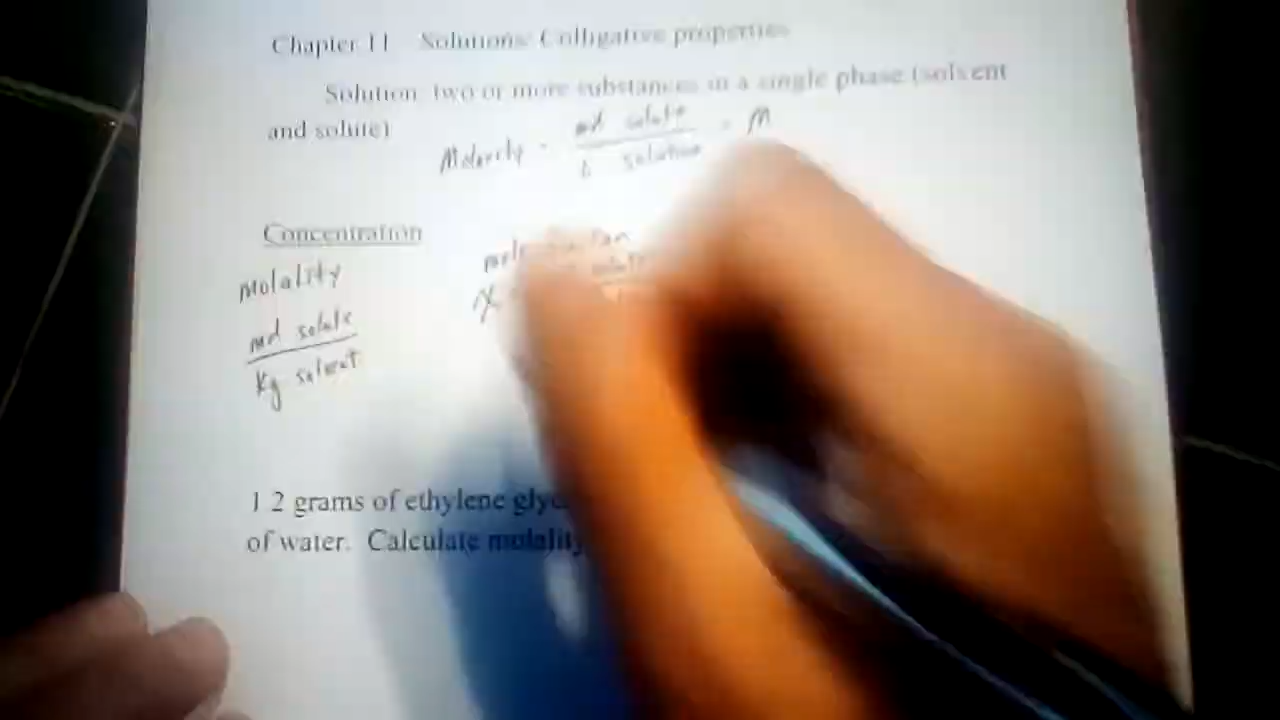 Chapter 11 Solutions: Colligative properties
Solution: two or more substances in a single phase (solvent
and solute)
Molarity = mol solute = M
L solution
Concentration
molality
mol solute
kg solvent
X
solute
1.2 grams of ethylene
of water. Calculate molality